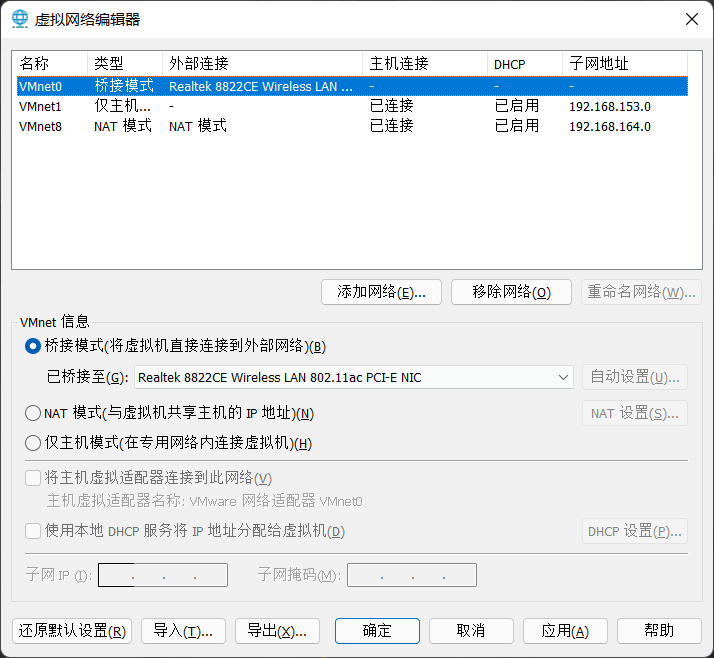 虚拟网络编辑器
名称 类型 外部连接 主机连接 DHCP 子网地址
VMnet0 桥接模式 Realtek 8822CE Wireless LAN ... - - -
VMnet1 仅主机... - 已连接 已启用 192.168.153.0
VMnet8 NAT 模式 NAT 模式 已连接 已启用 192.168.164.0
添加网络(E)... 移除网络(O) 重命名网络(W)...
VMnet 信息
桥接模式(将虚拟机直接连接到外部网络)(B)
已桥接至(G): Realtek 8822CE Wireless LAN 802.11ac PCI-E NIC 自动设置(U)...
NAT 模式(与虚拟机共享主机的 IP 地址)(N) NAT 设置(S)...
仅主机模式(在专用网络内连接虚拟机)(H)
将主机虚拟适配器连接到此网络(V)
主机虚拟适配器名称: VMware 网络适配器 VMnet0
使用本地 DHCP 服务将 IP 地址分配给虚拟机(D) DHCP 设置(P)...
子网 IP (I): . . . 子网掩码(M): . . .
还原默认设置(R) 导入(T)... 导出(X)... 确定 取消 应用(A) 帮助